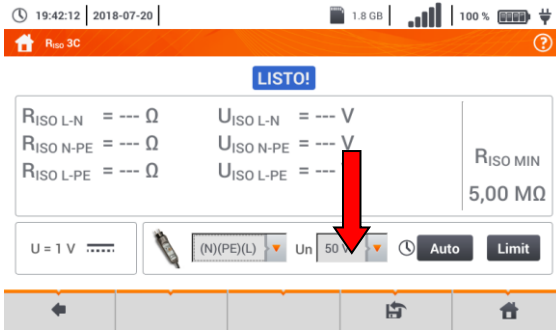 19:42:12 2018-07-20 1.8 GB 100 %
RISO 3C ?
LISTO!
RISO L-N = --- Ω UISO L-N = --- V
RISO N-PE = --- Ω UISO N-PE = --- V
RISO L-PE = --- Ω UISO L-PE = ---
RISO MIN
5,00 MΩ
U = 1 V (N)(PE)(L) Un 50 V Auto Limit